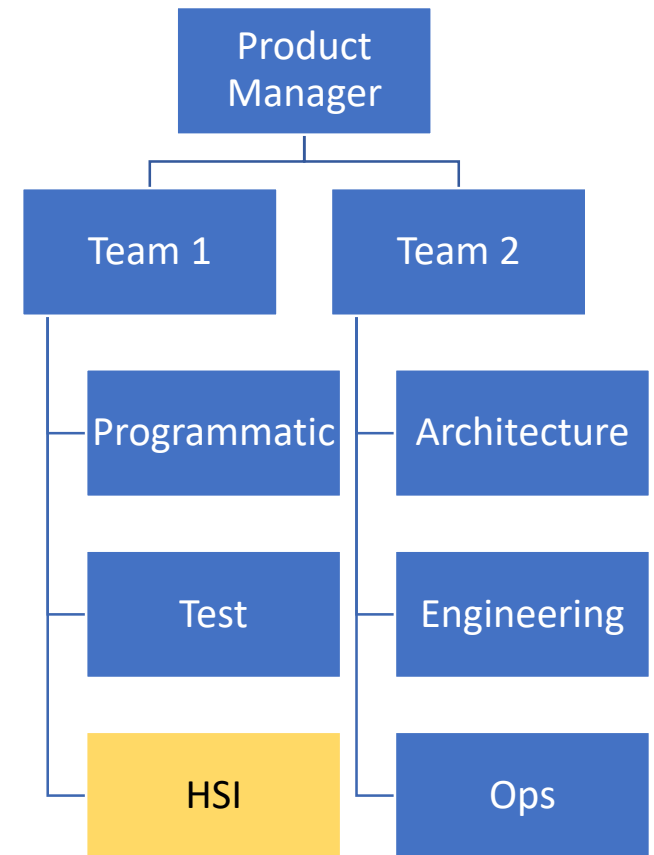 Product
Manager
Team 1
Team 2
Programmatic
Architecture
Test
Engineering
HSI
Ops